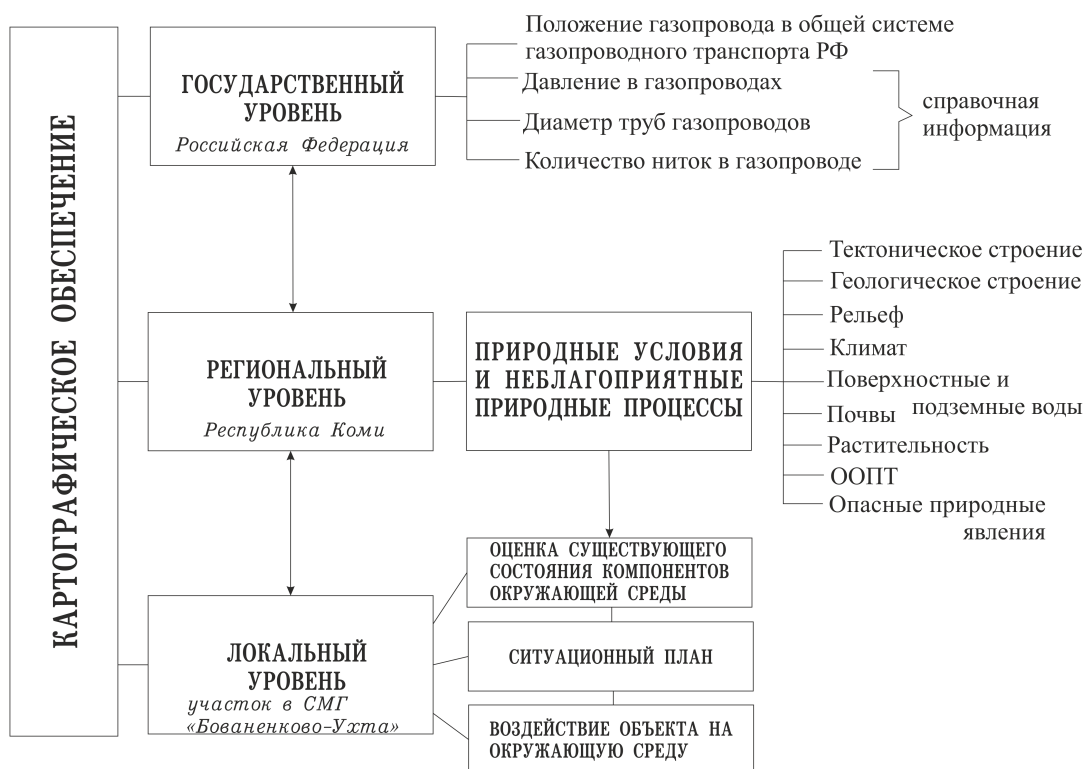 КАРТОГРАФИЧЕСКОЕ ОБЕСПЕЧЕНИЕ
ГОСУДАРСТВЕННЫЙ
УРОВЕНЬ
Российская Федерация
Положение газопровода в общей системе
газопроводного транспорта РФ
Давление в газопроводах
Диаметр труб газопроводов
Количество ниток в газопроводе
справочная
информация
РЕГИОНАЛЬНЫЙ
УРОВЕНЬ
Республика Коми
ПРИРОДНЫЕ УСЛОВИЯ
И НЕБЛАГОПРИЯТНЫЕ
ПРИРОДНЫЕ ПРОЦЕССЫ
Тектоническое строение
Геологическое строение
Рельеф
Климат
Поверхностные и
подземные воды
Почвы
Растительность
ООПТ
Опасные природные
явления
ЛОКАЛЬНЫЙ
УРОВЕНЬ
участок в СМГ
«Бованенково-Ухта»
ОЦЕНКА СУЩЕСТВУЮЩЕГО
СОСТОЯНИЯ КОМПОНЕНТОВ
ОКРУЖАЮЩЕЙ СРЕДЫ
СИТУАЦИОННЫЙ ПЛАН
ВОЗДЕЙСТВИЕ ОБЪЕКТА НА
ОКРУЖАЮЩУЮ СРЕДУ